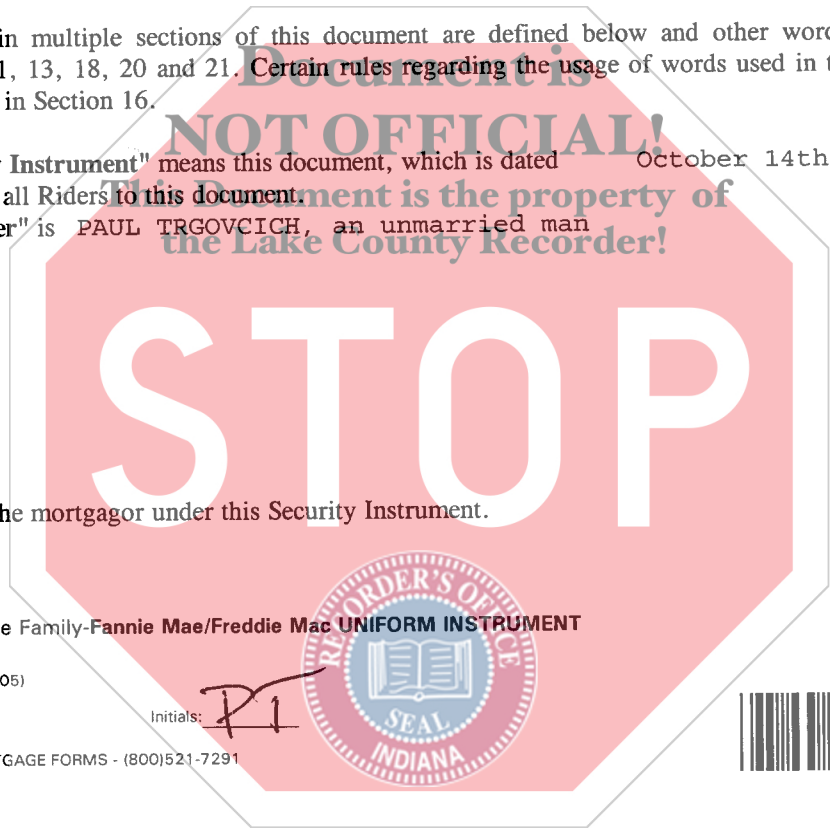 in multiple sections of this document are defined below and other
1, 13, 18, 20 and 21. Certain rules regarding the usage of words used in
in Section 16.
Document is
NOT OFFICIAL!
This Document is the property of
the Lake County Recorder!
Instrument" means this document, which is dated October 14th
all Riders to this document.
er" is PAUL TRGOVCICH, an unmarried man
STOP
he mortgagor under this Security Instrument.
e Family-Fannie Mae/Freddie Mac UNIFORM INSTRUMENT
05)
Initials: PT
TGAGE FORMS - (800)521-7291
RECORDER'S OFFICE
SEAL
INDIANA